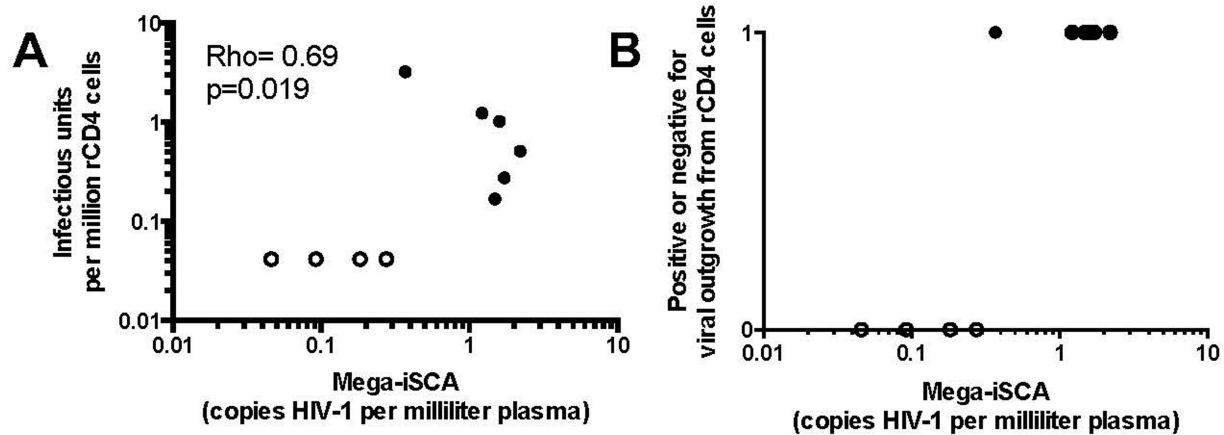 A
Infectious units
per million rCD4 cells
Rho= 0.69
p=0.019
10
1
0.1
0.01
0.01
0.1
1
10
Mega-iSCA
(copies HIV-1 per milliliter plasma)
B
Positive or negative for
viral outgrowth from rCD4 cells
1
0
0.01
0.1
1
10
Mega-iSCA
(copies HIV-1 per milliliter plasma)